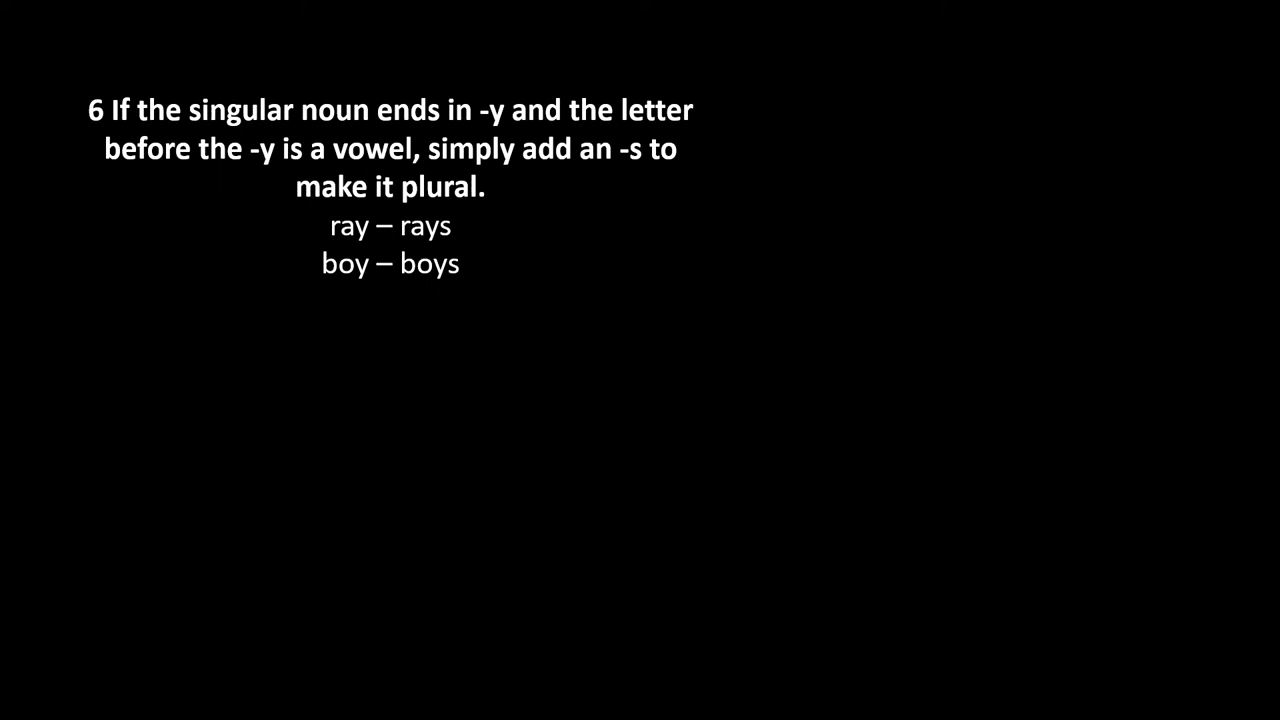 6 If the singular noun ends in -y and the letter
before the -y is a vowel, simply add an -s to
make it plural.
ray – rays
boy – boys